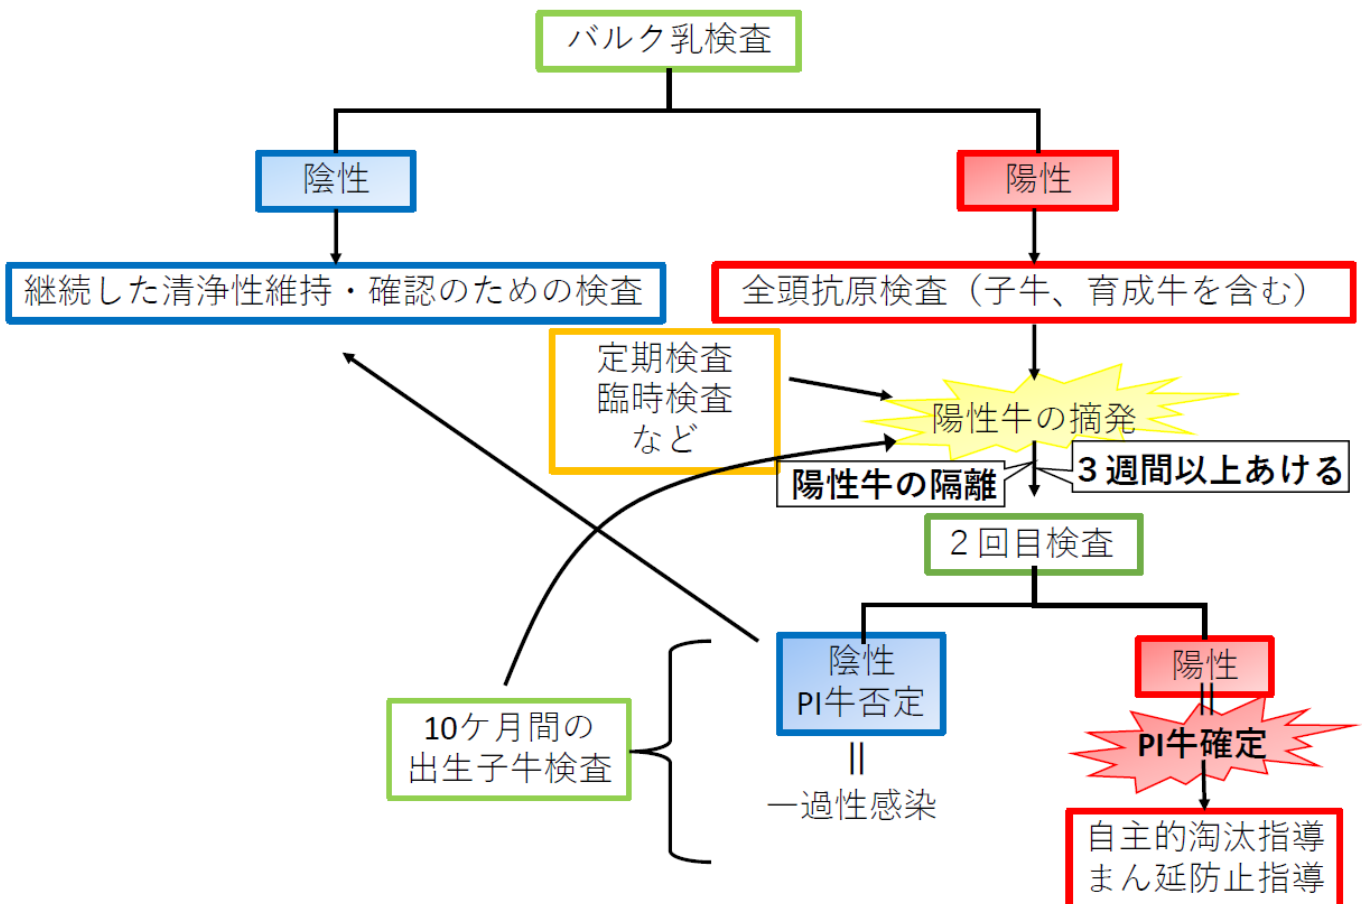 バルク乳検査
陰性
陽性
継続した清浄性維持・確認のための検査
全頭抗原検査（子牛、育成牛を含む）
定期検査
臨時検査
など
陽性牛の摘発
陽性牛の隔離
３週間以上あける
２回目検査
陰性
PI牛否定
||
一過性感染
陽性
||
PI牛確定
10ケ月間の
出生子牛検査
自主的淘汰指導
まん延防止指導